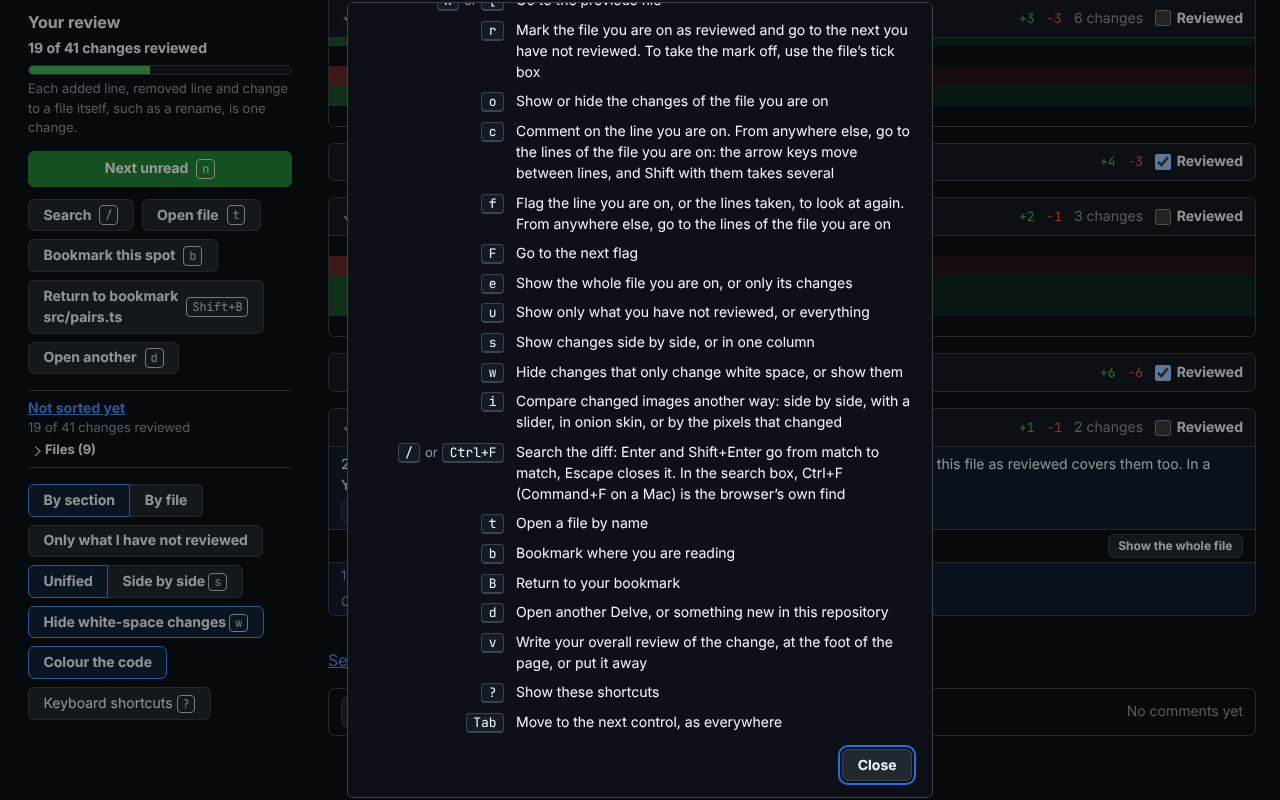 Your review
19 of 41 changes reviewed
Each added line, removed line and change
to a file itself, such as a rename, is one
change.
Next unread n
Search / Open file t
Bookmark this spot b
Return to bookmark
src/pairs.ts Shift+B
Open another d
Not sorted yet
19 of 41 changes reviewed
Files (9)
By section By file
Only what I have not reviewed
Unified Side by side s
Hide white-space changes w
Colour the code
Keyboard shortcuts ?
r Mark the file you are on as reviewed and go to the next you
have not reviewed. To take the mark off, use the file’s tick
box
o Show or hide the changes of the file you are on
c Comment on the line you are on. From anywhere else, go to
the lines of the file you are on: the arrow keys move
between lines, and Shift with them takes several
f Flag the line you are on, or the lines taken, to look at again.
From anywhere else, go to the lines of the file you are on
F Go to the next flag
e Show the whole file you are on, or only its changes
u Show only what you have not reviewed, or everything
s Show changes side by side, or in one column
w Hide changes that only change white space, or show them
i Compare changed images another way: side by side, with a
slider, in onion skin, or by the pixels that changed
/ or Ctrl+F Search the diff: Enter and Shift+Enter go from match to
match, Escape closes it. In the search box, Ctrl+F
(Command+F on a Mac) is the browser’s own find
t Open a file by name
b Bookmark where you are reading
B Return to your bookmark
d Open another Delve, or something new in this repository
v Write your overall review of the change, at the foot of the
page, or put it away
? Show these shortcuts
Tab Move to the next control, as everywhere
Close
+3 -3 6 changes Reviewed
+4 -3 Reviewed
+2 -1 3 changes Reviewed
+6 -6 Reviewed
+1 -1 2 changes Reviewed
this file as reviewed covers them too. In a
Show the whole file
Se
No comments yet